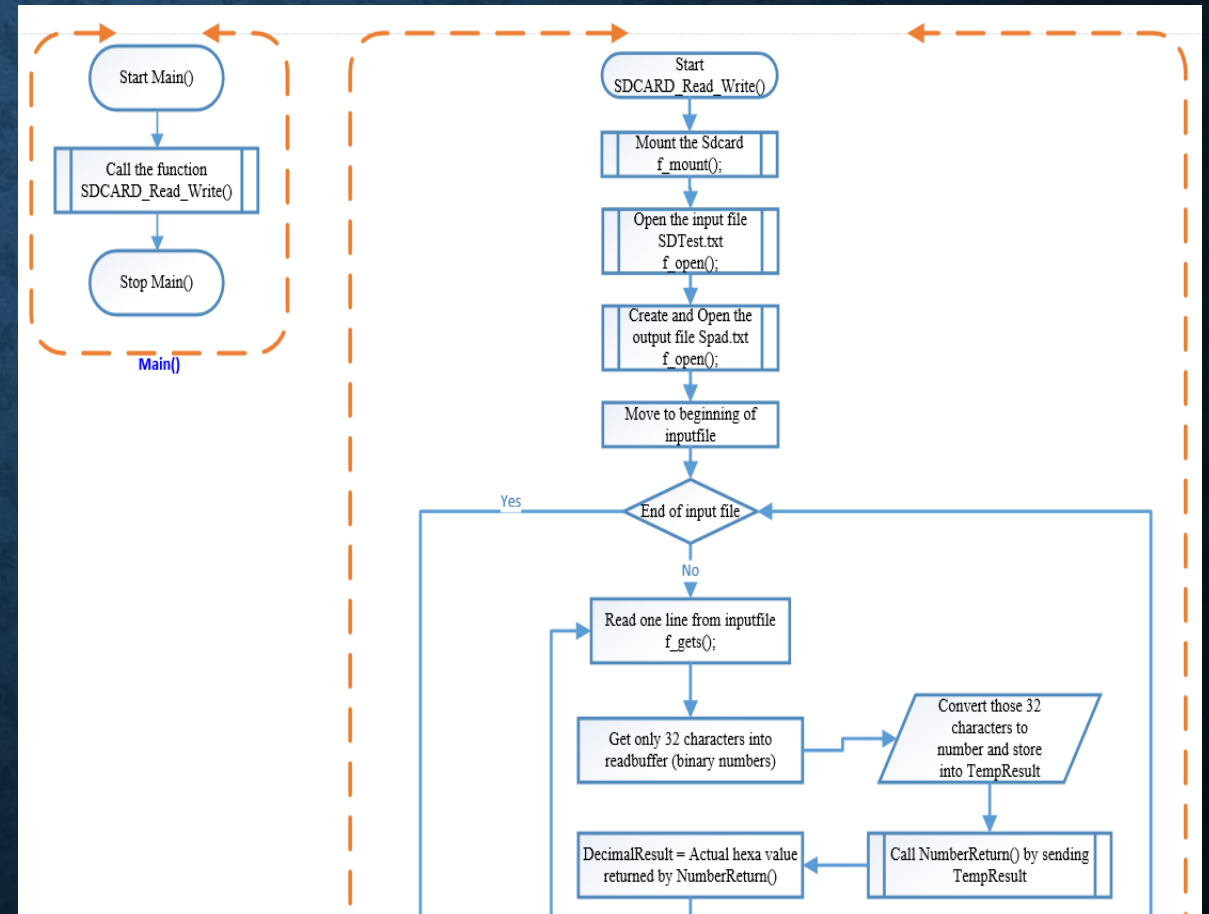 Start Main()
Call the function
SDCARD_Read_Write()
Stop Main()
Main()
Start
SDCARD_Read_Write()
Mount the Sdcard
f_mount();
Open the input file
SDTest.txt
f_open();
Create and Open the
output file Spad.txt
f_open();
Move to beginning of
inputfile
End of input file
Yes
No
Read one line from inputfile
f_gets();
Get only 32 characters into
readbuffer (binary numbers)
Convert those 32
characters to
number and store
into TempResult
Call NumberReturn() by sending
TempResult
DecimalResult = Actual hexa value
returned by NumberReturn()